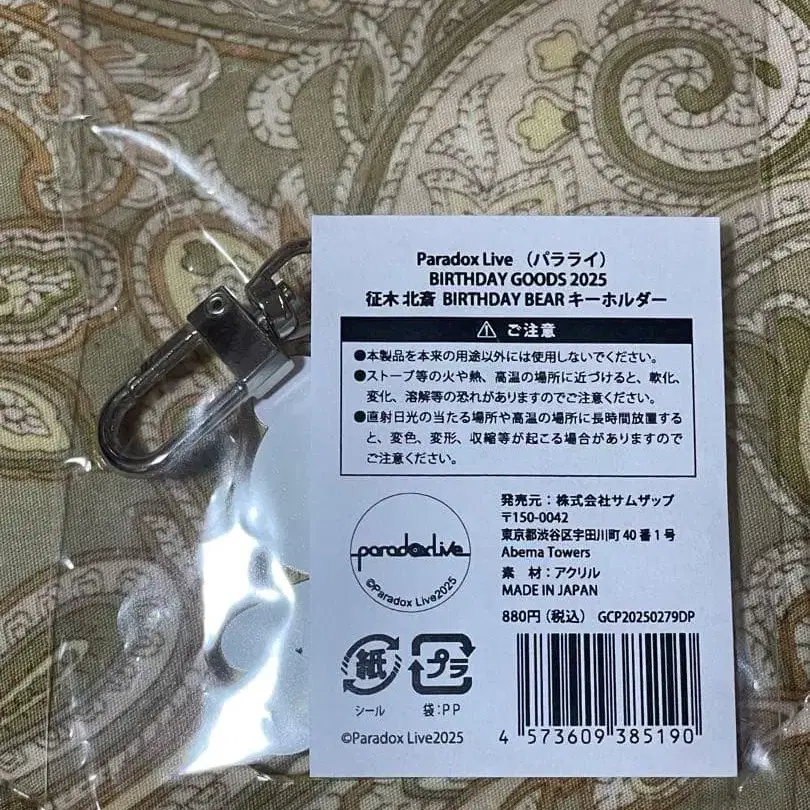 Paradox Live （パラライ）
BIRTHDAY GOODS 2025
征木 北斎 BIRTHDAY BEAR キーホルダー
ご注意
●本製品を本来の用途以外には使用しないでください。
●ストーブ等の火や熱、高温の場所に近づけると、軟化、
変化、溶解等の恐れがありますのでご注意ください。
●直射日光の当たる場所や高温の場所に長時間放置する
と、変色、変形、収縮等が起こる場合がありますので
ご注意ください。
paradoxlive
©Paradox Live2025
発売元：株式会社サムザップ
〒150-0042
東京都渋谷区宇田川町 40 番 1 号
Abema Towers
素　材：アクリル
MADE IN JAPAN
880円（税込） GCP20250279DP
紙
シール
プラ
袋：PP
©Paradox Live2025
4 573609 385190